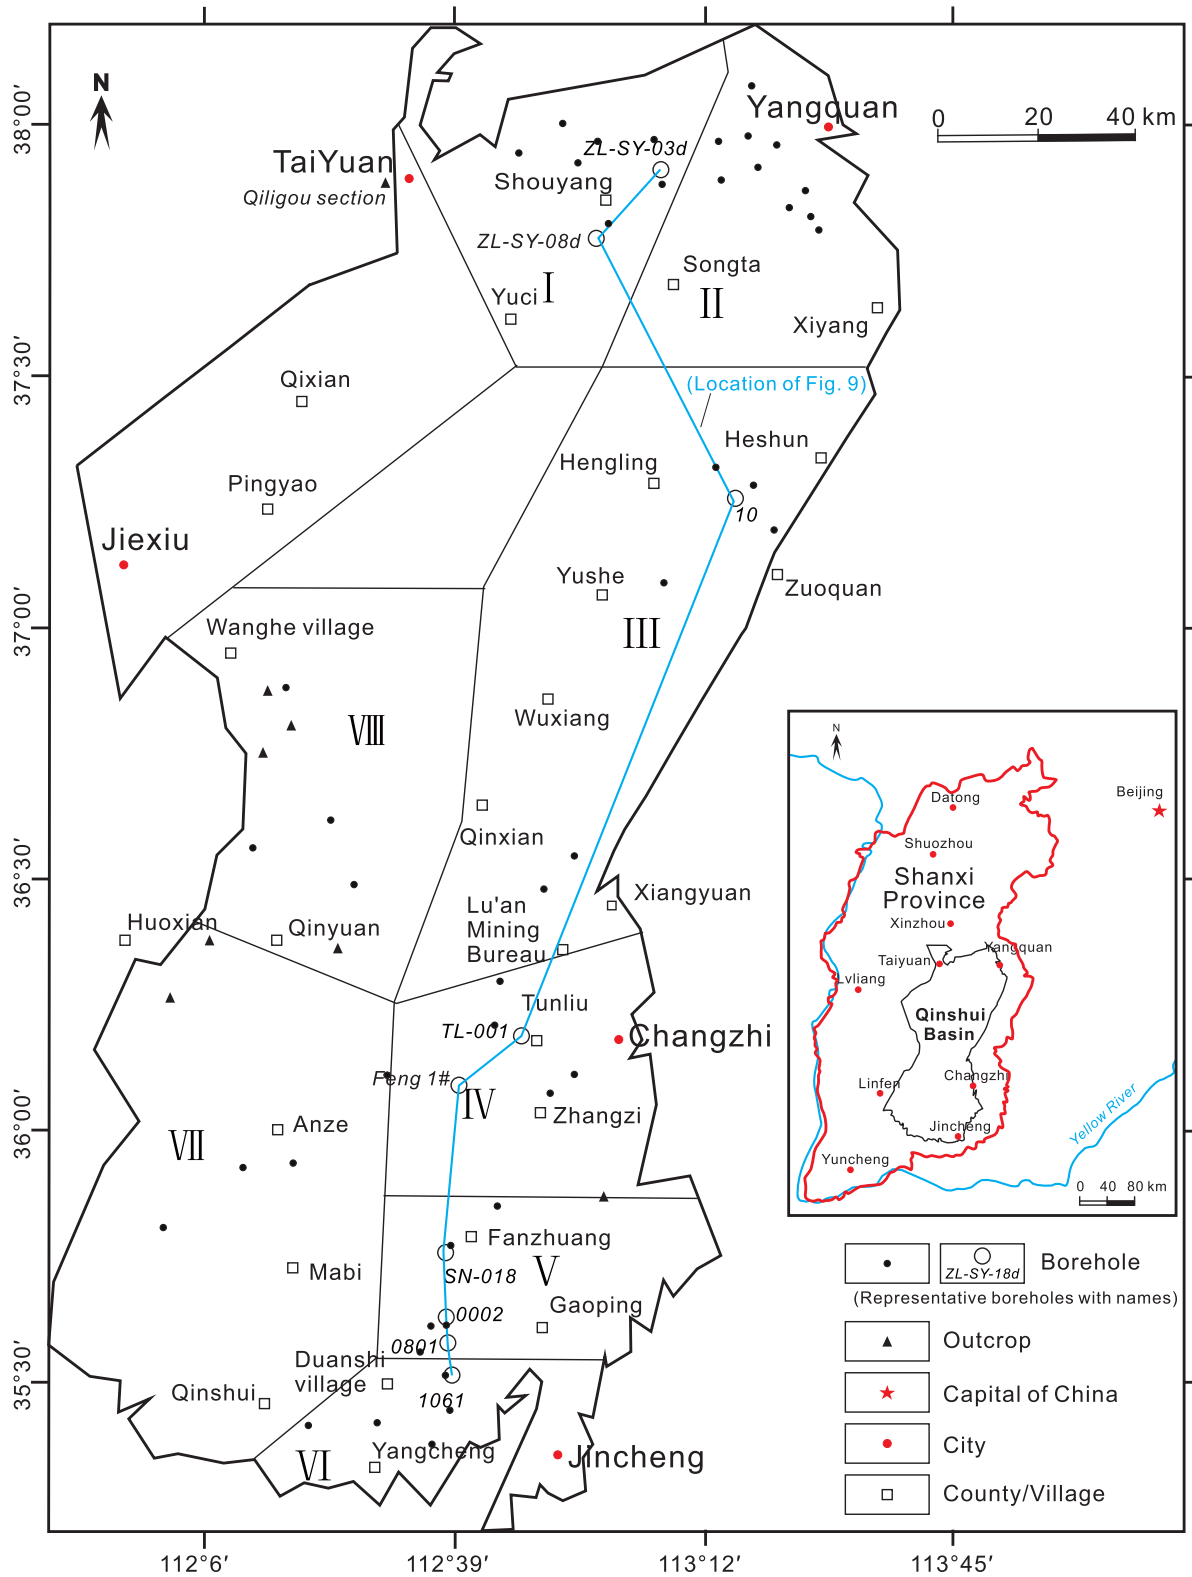 N
38°00′
37°30′
37°00′
36°30′
36°00′
35°30′
112°6′
112°39′
113°12′
113°45′
0 20 40 km
Yangquan
ZL-SY-03d
TaiYuan
Qiligou section
Shouyang
ZL-SY-08d
Songta
I
II
Yuci
Xiyang
Qixian
(Location of Fig. 9)
Heshun
Hengling
Pingyao
10
Jiexiu
Yushe
Zuoquan
Wanghe village
III
Wuxiang
VIII
Qinxian
Xiangyuan
Lu'an
Mining
Bureau
Huoxian
Qinyuan
Tunliu
TL-001
Changzhi
Feng 1#
IV
Zhangzi
Anze
VII
Fanzhuang
SN-018
V
Mabi
0002
Gaoping
0801
Duanshi
village
Qinshui
1061
Yangcheng
VI
Jincheng
N
Datong
Beijing
Shuozhou
Shanxi
Province
Xinzhou
Yangquan
Taiyuan
Lvliang
Qinshui
Basin
Changzhi
Linfen
Jincheng
Yellow River
Yuncheng
0 40 80 km
ZL-SY-18d
Borehole
(Representative boreholes with names)
Outcrop
Capital of China
City
County/Village